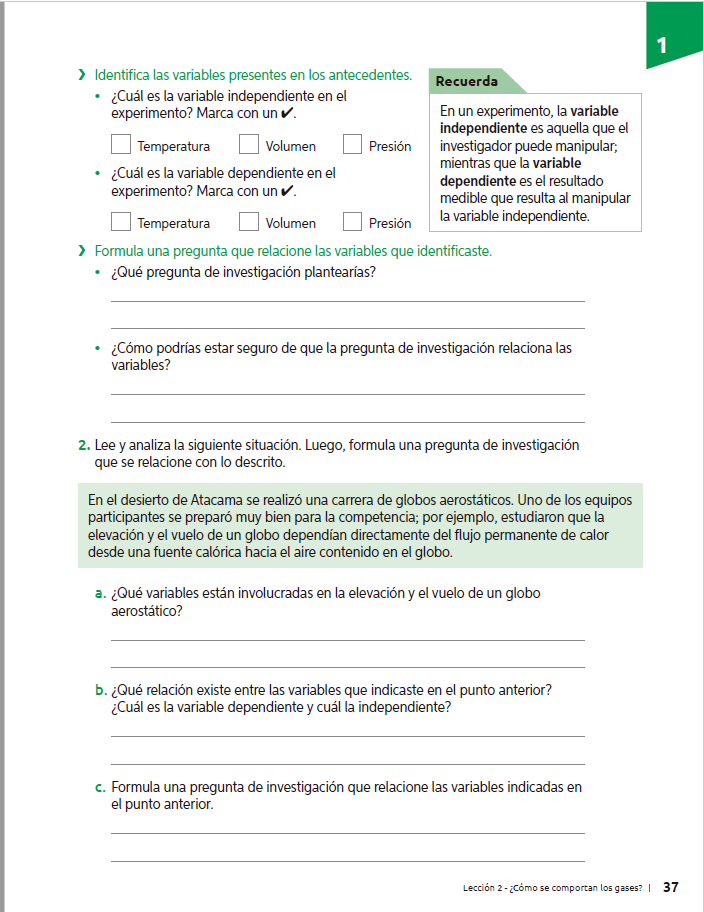 1
❯ Identifica las variables presentes en los antecedentes.
• ¿Cuál es la variable independiente en el
experimento? Marca con un ✔.
Temperatura Volumen Presión
• ¿Cuál es la variable dependiente en el
experimento? Marca con un ✔.
Temperatura Volumen Presión
Recuerda
En un experimento, la variable
independiente es aquella que el
investigador puede manipular;
mientras que la variable
dependiente es el resultado
medible que resulta al manipular
la variable independiente.
❯ Formula una pregunta que relacione las variables que identificaste.
• ¿Qué pregunta de investigación plantearías?
• ¿Cómo podrías estar seguro de que la pregunta de investigación relaciona las
variables?
2. Lee y analiza la siguiente situación. Luego, formula una pregunta de investigación
que se relacione con lo descrito.
En el desierto de Atacama se realizó una carrera de globos aerostáticos. Uno de los equipos
participantes se preparó muy bien para la competencia; por ejemplo, estudiaron que la
elevación y el vuelo de un globo dependían directamente del flujo permanente de calor
desde una fuente calórica hacia el aire contenido en el globo.
a. ¿Qué variables están involucradas en la elevación y el vuelo de un globo
aerostático?
b. ¿Qué relación existe entre las variables que indicaste en el punto anterior?
¿Cuál es la variable dependiente y cuál la independiente?
c. Formula una pregunta de investigación que relacione las variables indicadas en
el punto anterior.
Lección 2 - ¿Cómo se comportan los gases? | 37